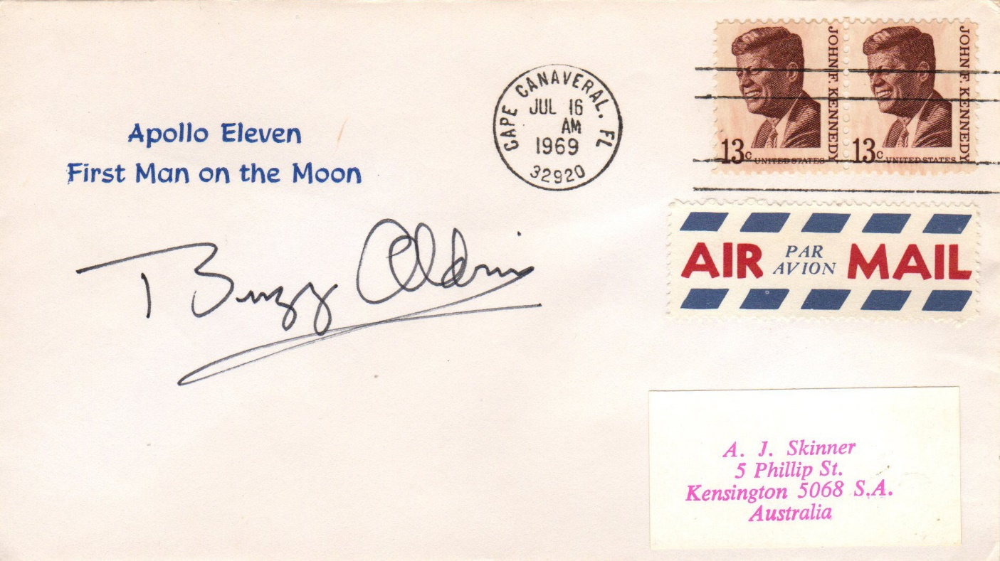 Apollo Eleven
First Man on the Moon
Buzz Aldrin
CAPE CANAVERAL, FL
JUL 16
AM
1969
32920
JOHN F. KENNEDY
13c UNITED STATES
JOHN F. KENNEDY
13c UNITED STATES
AIR PAR AVION MAIL
A. J. Skinner
5 Phillip St.
Kensington 5068 S.A.
Australia